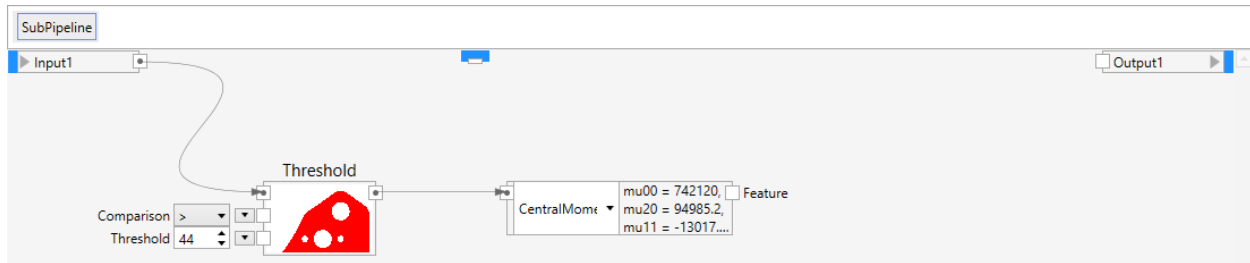 SubPipeline
Input1
Output1
Threshold
Comparison >
Threshold 44
CentralMome
mu00 = 742120,
mu20 = 94985.2,
mu11 = -13017....
Feature